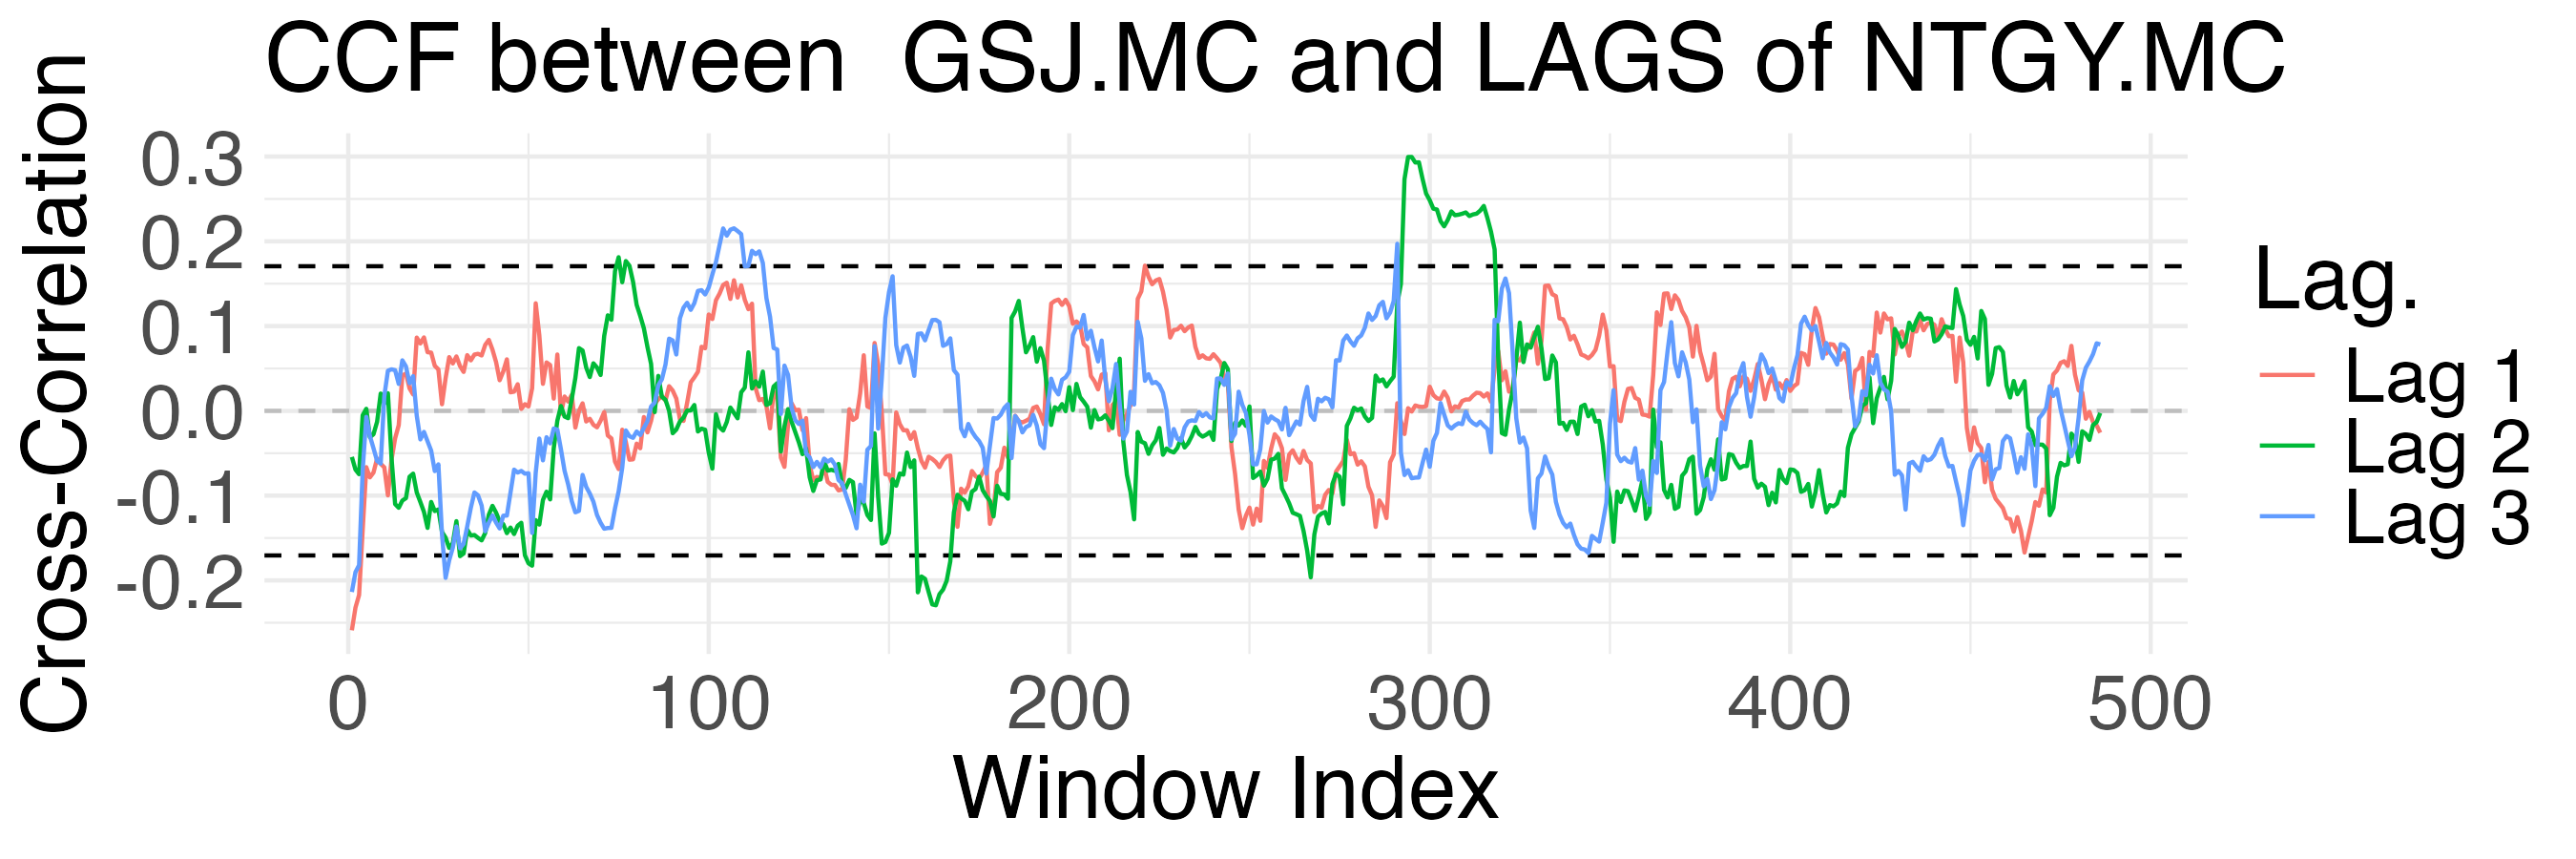 CCF between  GSJ.MC and LAGS of NTGY.MC
Cross-Correlation
0.3
0.2
0.1
0.0
-0.1
-0.2
0 100 200 300 400 500
Window Index
Lag.
Lag 1
Lag 2
Lag 3